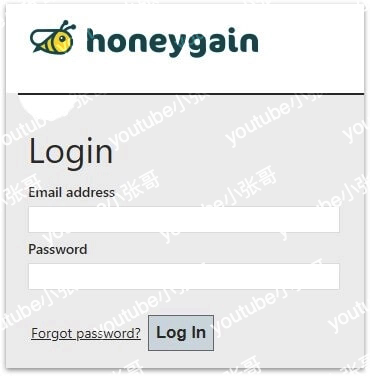 honeygain
Login
Email address
Password
Forgot password?
Log In
youtube/小张哥
youtube/小张哥
youtube/小张哥
youtube/小张哥
youtube/小张哥
youtube/小张哥
youtube/小张哥